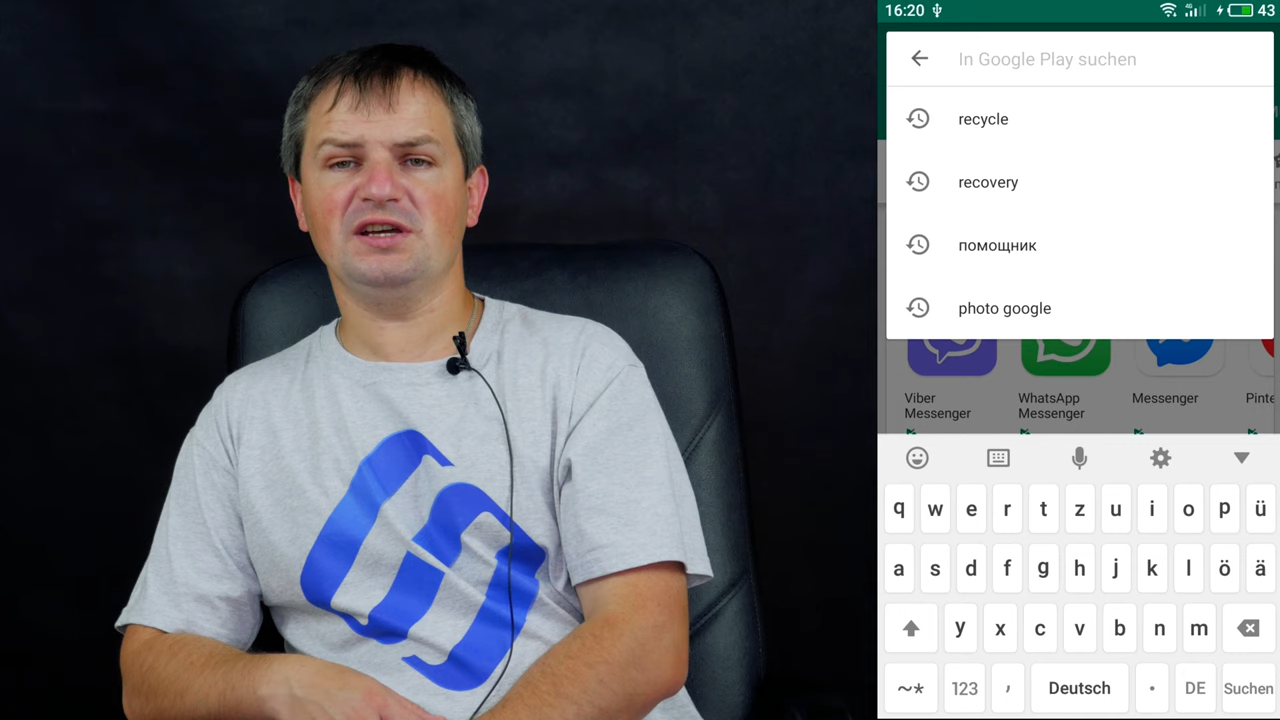 16:20
4G
43
In Google Play suchen
recycle
recovery
помощник
photo google
Viber
Messenger
WhatsApp
Messenger
Messenger
Pinte
q w e r t z u i o p ü
a s d f g h j k l ö ä
y x c v b n m
~* 123 , Deutsch . DE Suchen